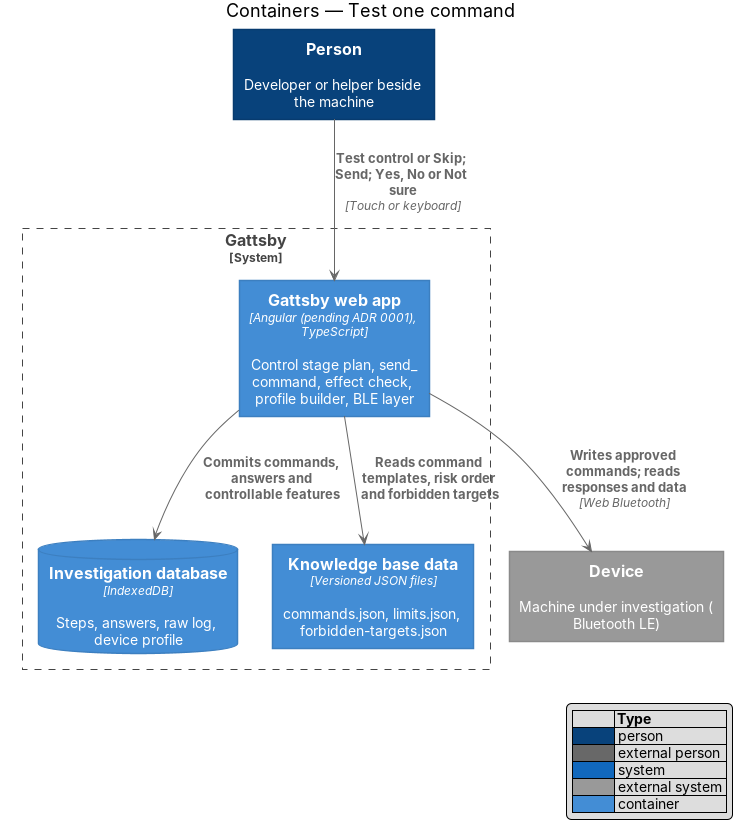 Containers — Test one command
Person
Developer or helper beside
the machine
Test control or Skip;
Send; Yes, No or Not
sure
[Touch or keyboard]
Gattsby
[System]
Gattsby web app
[Angular (pending ADR 0001),
TypeScript]
Control stage plan, send_
command, effect check,
profile builder, BLE layer
Commits commands,
answers and
controllable features
Reads command
templates, risk order
and forbidden targets
Writes approved
commands; reads
responses and data
[Web Bluetooth]
Investigation database
[IndexedDB]
Steps, answers, raw log,
device profile
Knowledge base data
[Versioned JSON files]
commands.json, limits.json,
forbidden-targets.json
Device
Machine under investigation (
Bluetooth LE)
Type
person
external person
system
external system
container